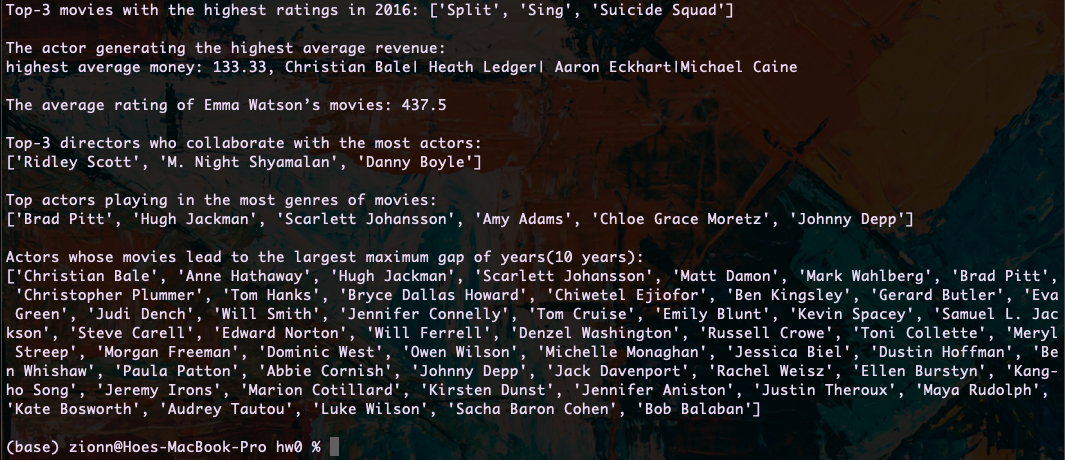 Top-3 movies with the highest ratings in 2016: ['Split', 'Sing', 'Suicide Squad']
The actor generating the highest average revenue:
highest average money: 133.33, Christian Bale| Heath Ledger| Aaron Eckhart|Michael Caine
The average rating of Emma Watson’s movies: 437.5
Top-3 directors who collaborate with the most actors:
['Ridley Scott', 'M. Night Shyamalan', 'Danny Boyle']
Top actors playing in the most genres of movies:
['Brad Pitt', 'Hugh Jackman', 'Scarlett Johansson', 'Amy Adams', 'Chloe Grace Moretz', 'Johnny Depp']
Actors whose movies lead to the largest maximum gap of years(10 years):
['Christian Bale', 'Anne Hathaway', 'Hugh Jackman', 'Scarlett Johansson', 'Matt Damon', 'Mark Wahlberg', 'Brad Pitt',
'Christopher Plummer', 'Tom Hanks', 'Bryce Dallas Howard', 'Chiwetel Ejiofor', 'Ben Kingsley', 'Gerard Butler', 'Eva
Green', 'Judi Dench', 'Will Smith', 'Jennifer Connelly', 'Tom Cruise', 'Emily Blunt', 'Kevin Spacey', 'Samuel L. Jac
kson', 'Steve Carell', 'Edward Norton', 'Will Ferrell', 'Denzel Washington', 'Russell Crowe', 'Toni Collette', 'Meryl
Streep', 'Morgan Freeman', 'Dominic West', 'Owen Wilson', 'Michelle Monaghan', 'Jessica Biel', 'Dustin Hoffman', 'Be
n Whishaw', 'Paula Patton', 'Abbie Cornish', 'Johnny Depp', 'Jack Davenport', 'Rachel Weisz', 'Ellen Burstyn', 'Kang-
ho Song', 'Jeremy Irons', 'Marion Cotillard', 'Kirsten Dunst', 'Jennifer Aniston', 'Justin Theroux', 'Maya Rudolph',
'Kate Bosworth', 'Audrey Tautou', 'Luke Wilson', 'Sacha Baron Cohen', 'Bob Balaban']
(base) zionn@Hoes-MacBook-Pro hw0 %